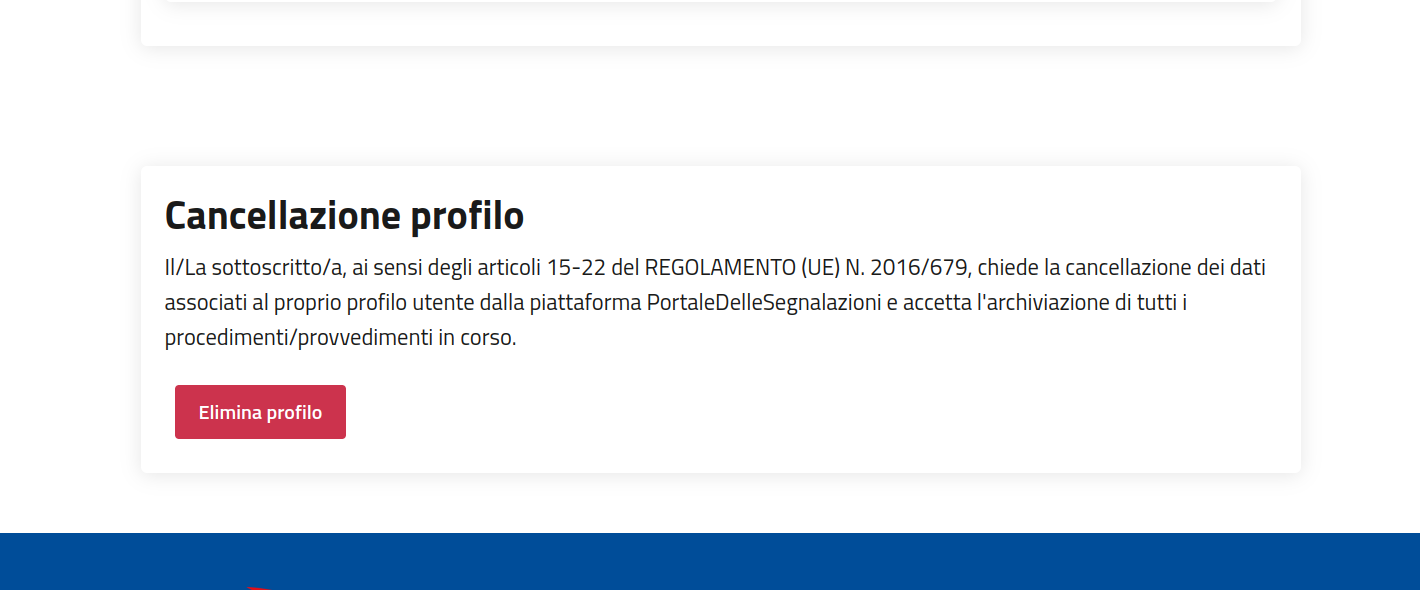 Cancellazione profilo
Il/La sottoscritto/a, ai sensi degli articoli 15-22 del REGOLAMENTO (UE) N. 2016/679, chiede la cancellazione dei dati
associati al proprio profilo utente dalla piattaforma PortaleDelleSegnalazioni e accetta l'archiviazione di tutti i
procedimenti/provvedimenti in corso.
Elimina profilo